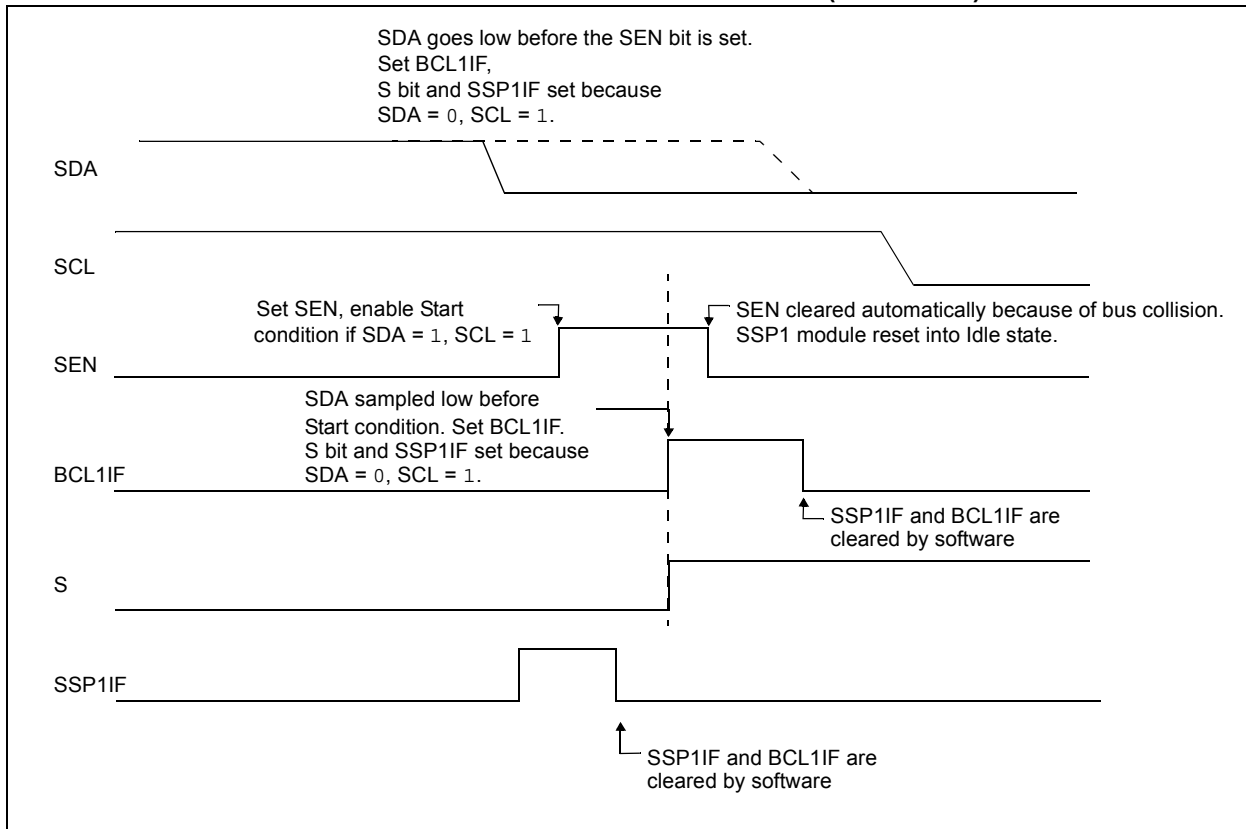 SDA goes low before the SEN bit is set.
Set BCL1IF,
S bit and SSP1IF set because
SDA = 0, SCL = 1.
SDA
SCL
Set SEN, enable Start
condition if SDA = 1, SCL = 1
SEN cleared automatically because of bus collision.
SSP1 module reset into Idle state.
SEN
SDA sampled low before
Start condition. Set BCL1IF.
S bit and SSP1IF set because
SDA = 0, SCL = 1.
BCL1IF
SSP1IF and BCL1IF are
cleared by software
S
SSP1IF
SSP1IF and BCL1IF are
cleared by software